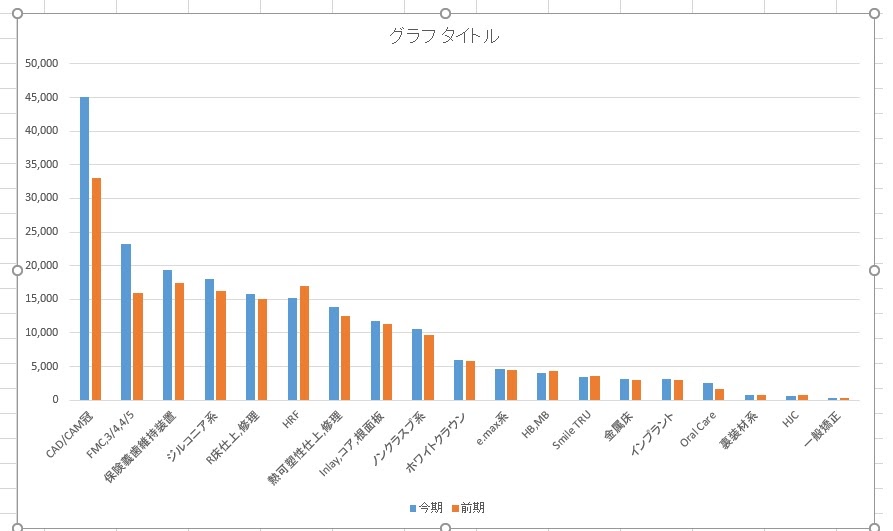 グラフ タイトル
50,000
45,000
40,000
35,000
30,000
25,000
20,000
15,000
10,000
5,000
0
CAD/CAM冠
FMC,3/4,4/5
保険義歯維持装置
ジルコニア系
R床仕上,修理
HRF
熱可塑性仕上,修理
Inlay,コア,根面板
ノンクラスプ系
ホワイトクラウン
e.max系
HB,MB
Smile TRU
金属床
インプラント
Oral Care
裏装材系
HJC
一般矯正
今期 前期